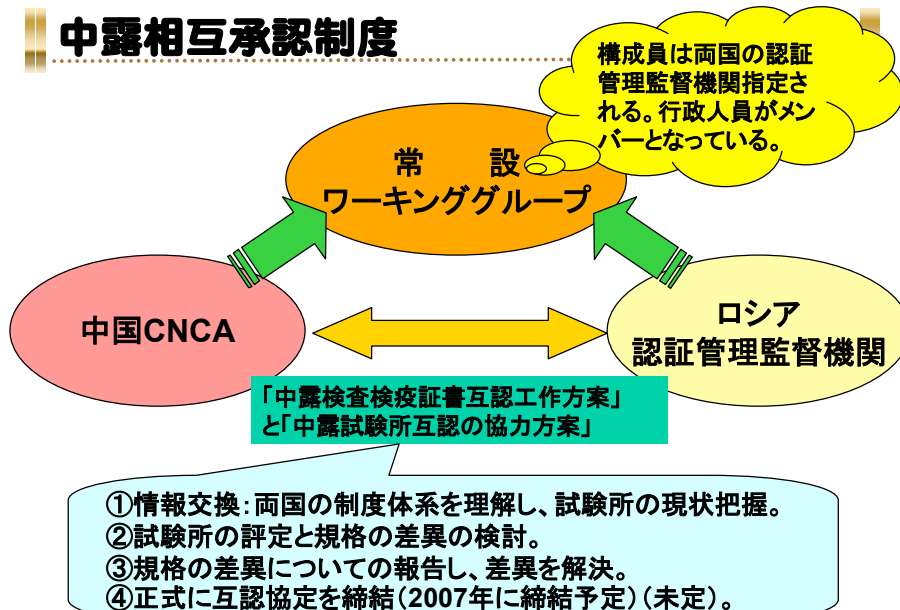 中露相互承認制度
構成員は両国の認証
管理監督機関指定さ
れる。行政人員がメン
バーとなっている。
常　設
ワーキンググループ
中国CNCA
ロシア
認証管理監督機関
「中露検査検疫証書互認工作方案」
と「中露試験所互認の協力方案」
①情報交換：両国の制度体系を理解し、試験所の現状把握。
②試験所の評定と規格の差異の検討。
③規格の差異についての報告し、差異を解決。
④正式に互認協定を締結（2007年に締結予定）（未定）。